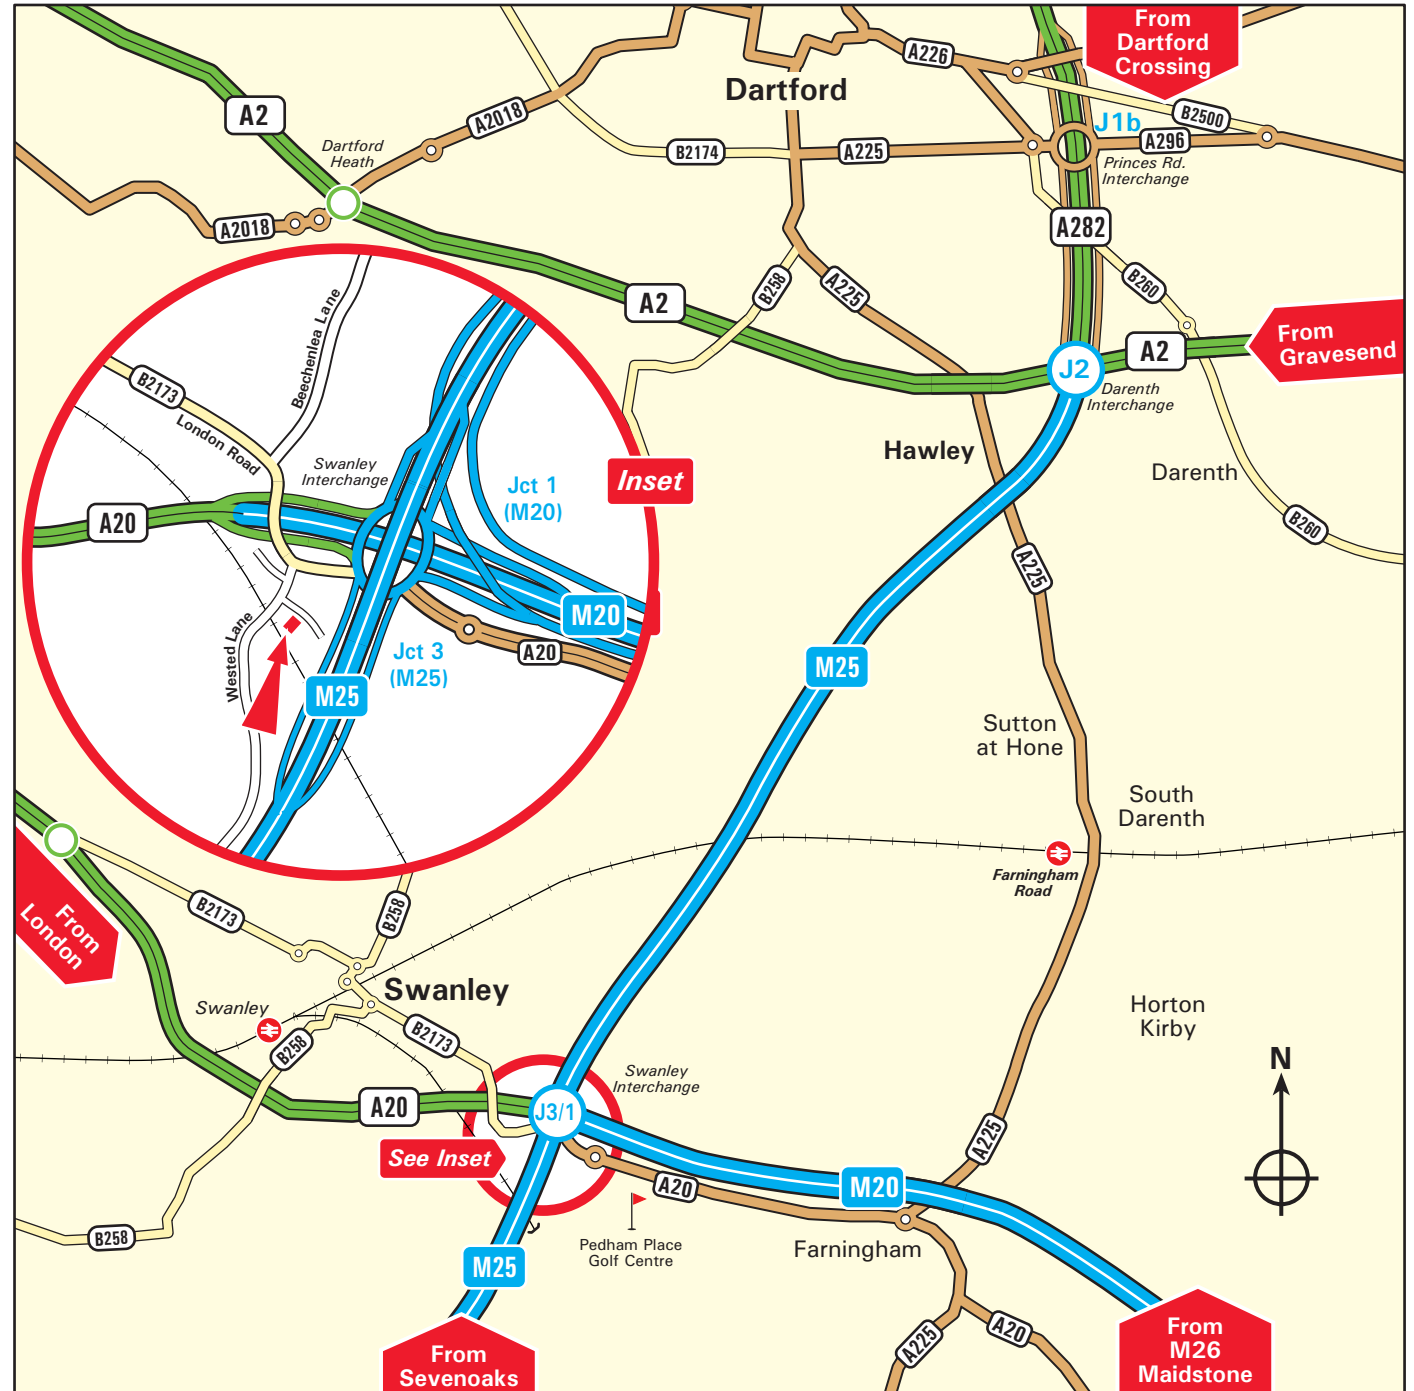 From
Dartford
Crossing
A226
Dartford
A2
A2018
B2500
J1b
A296
Dartford
Heath
B2174
A225
Princes Rd.
Interchange
A2018
A282
B258
A225
B260
A2
A2
From
Gravesend
J2
Darenth
Interchange
Beechenlea Lane
B2173
London Road
Swanley
Interchange
Jct 1
(M20)
Inset
Hawley
Darenth
B260
A20
A225
M20
Wested Lane
A20
Jct 3
(M25)
M25
M25
Sutton
at Hone
South
Darenth
Farningham
Road
From
London
B2173
B258
Swanley
Swanley
B258
B2173
Horton
Kirby
N
Swanley
Interchange
A20
J3/1
See Inset
A225
A20
M20
B258
Pedham Place
Golf Centre
Farningham
M25
A225
A20
From
Sevenoaks
From
M26
Maidstone